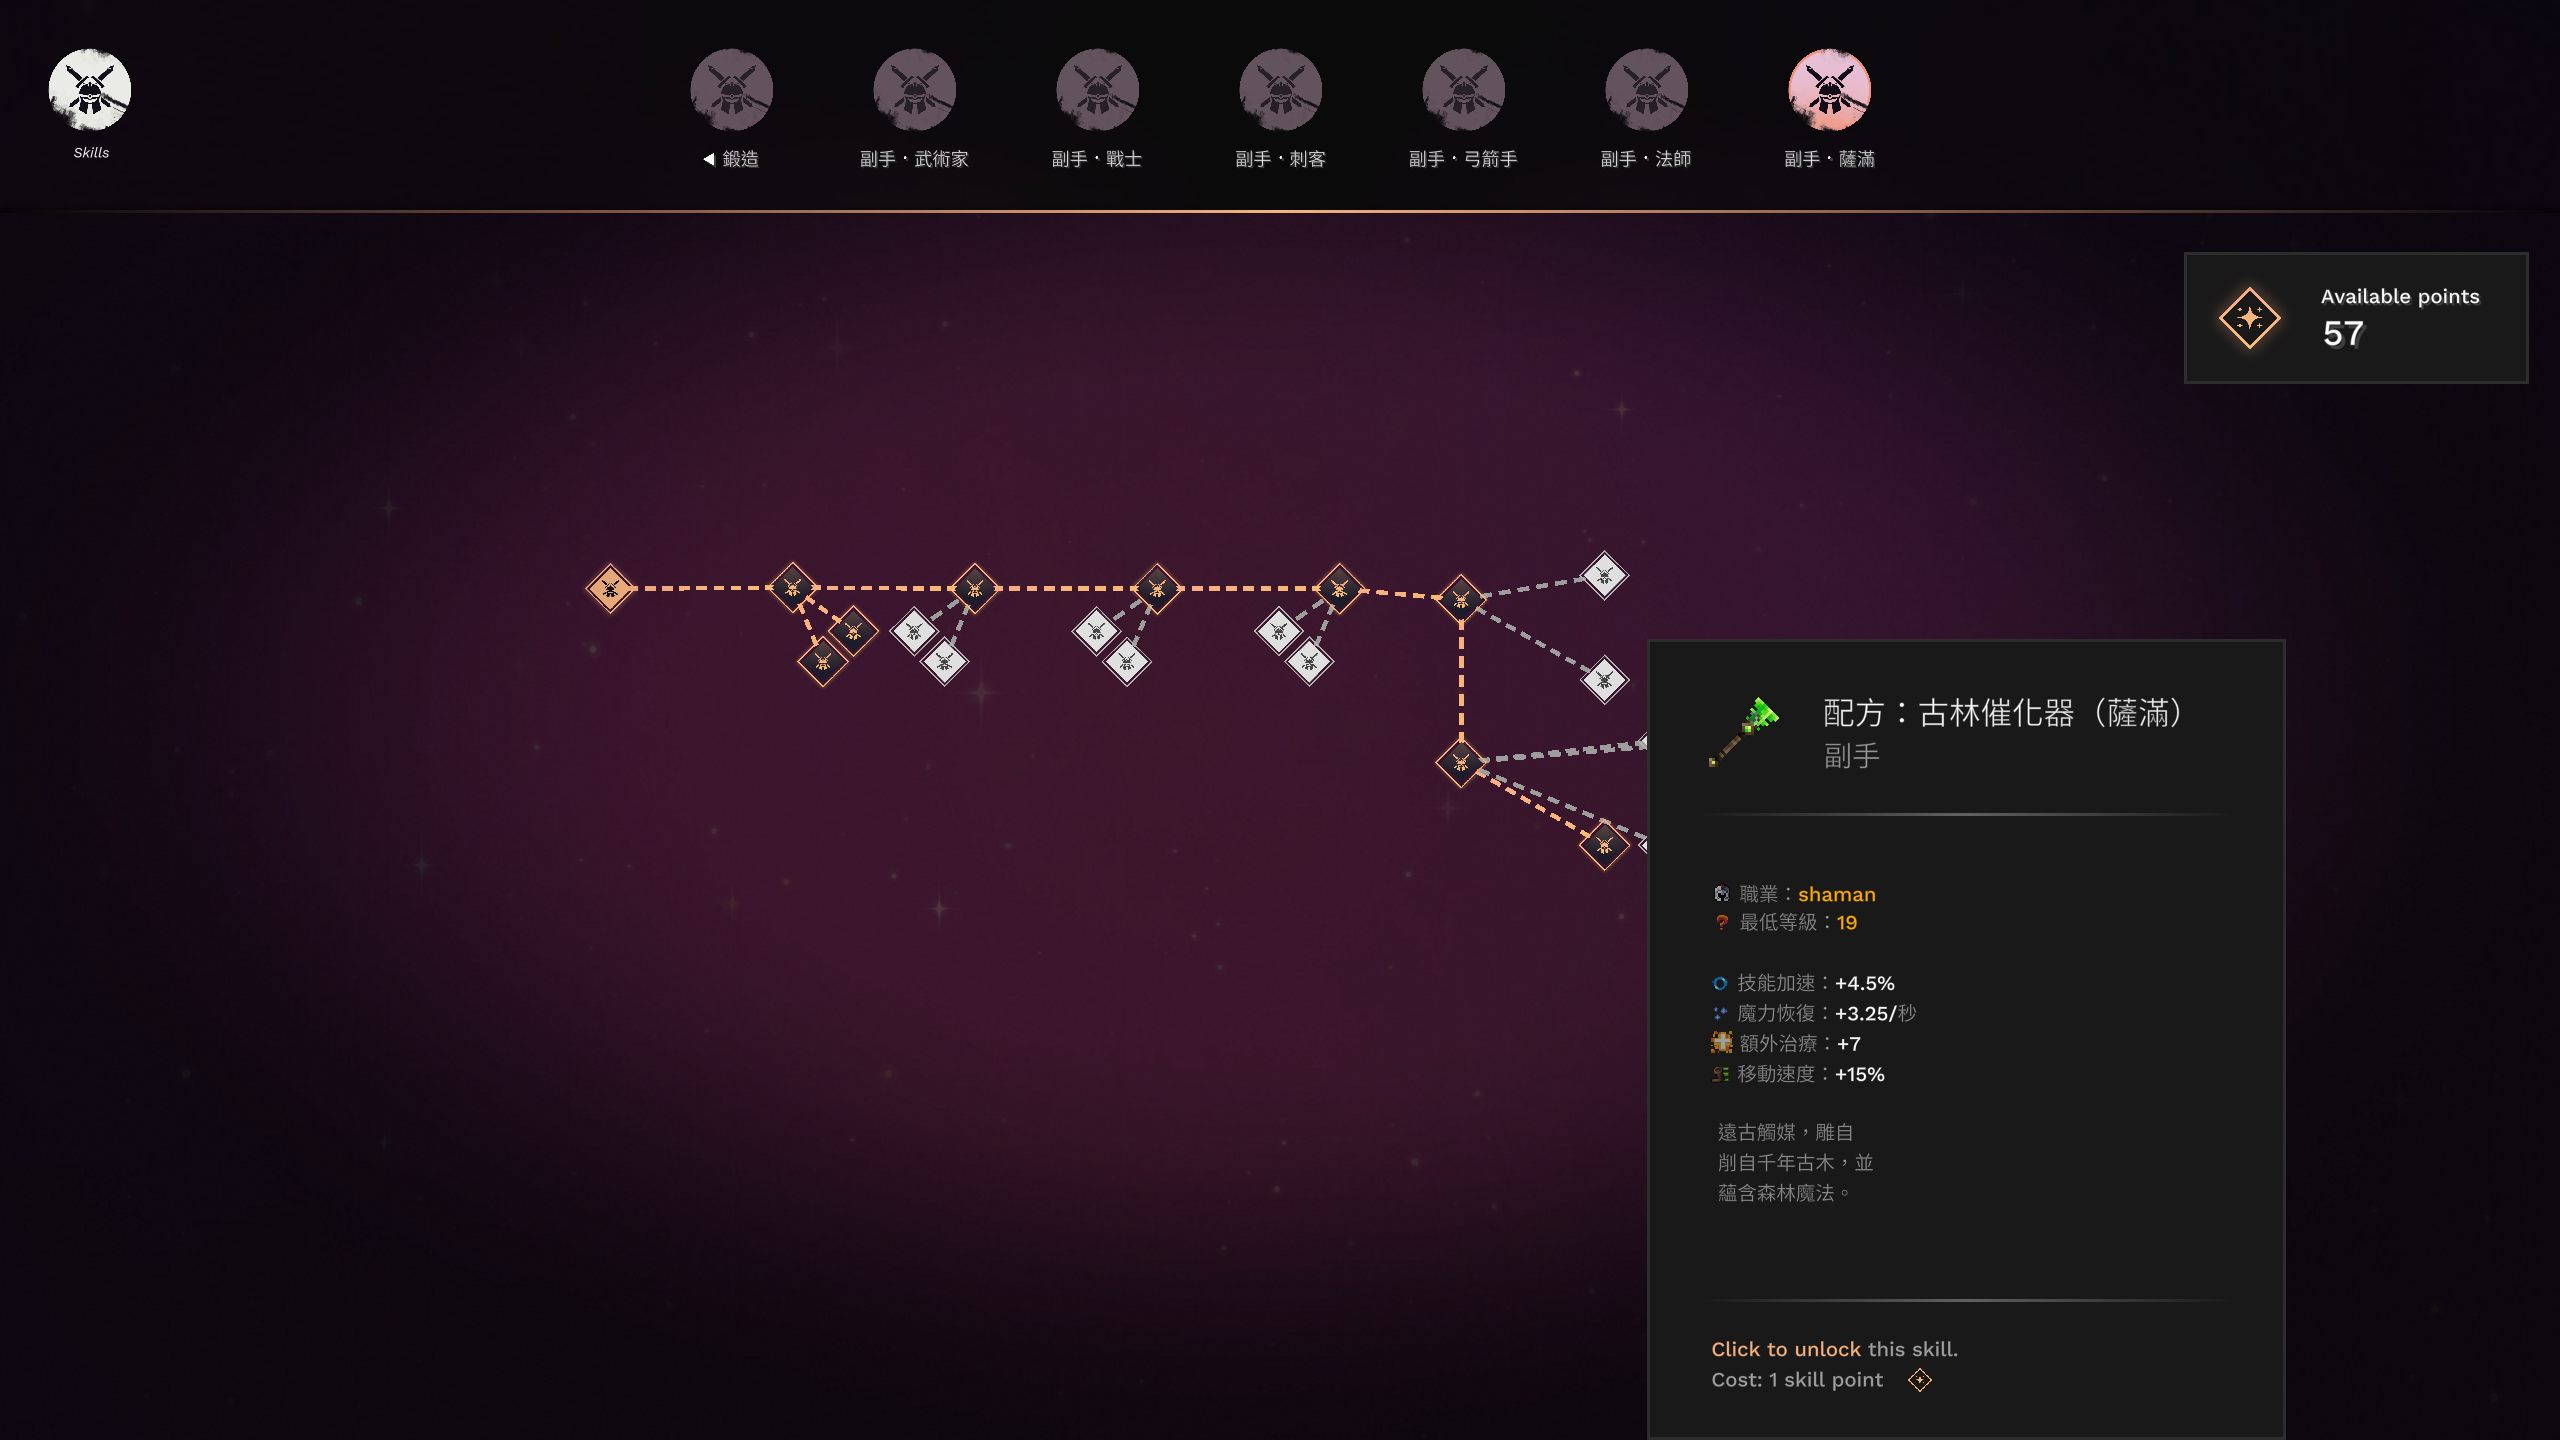 Skills
◀ 鍛造
副手・武術家
副手・戰士
副手・刺客
副手・弓箭手
副手・法師
副手・薩滿
Available points
57
配方：古林催化器（薩滿）
副手
職業：shaman
最低等級：19
技能加速：+4.5%
魔力恢復：+3.25/秒
額外治療：+7
移動速度：+15%
遠古觸媒，雕自
削自千年古木，並
蘊含森林魔法。
Click to unlock this skill.
Cost: 1 skill point